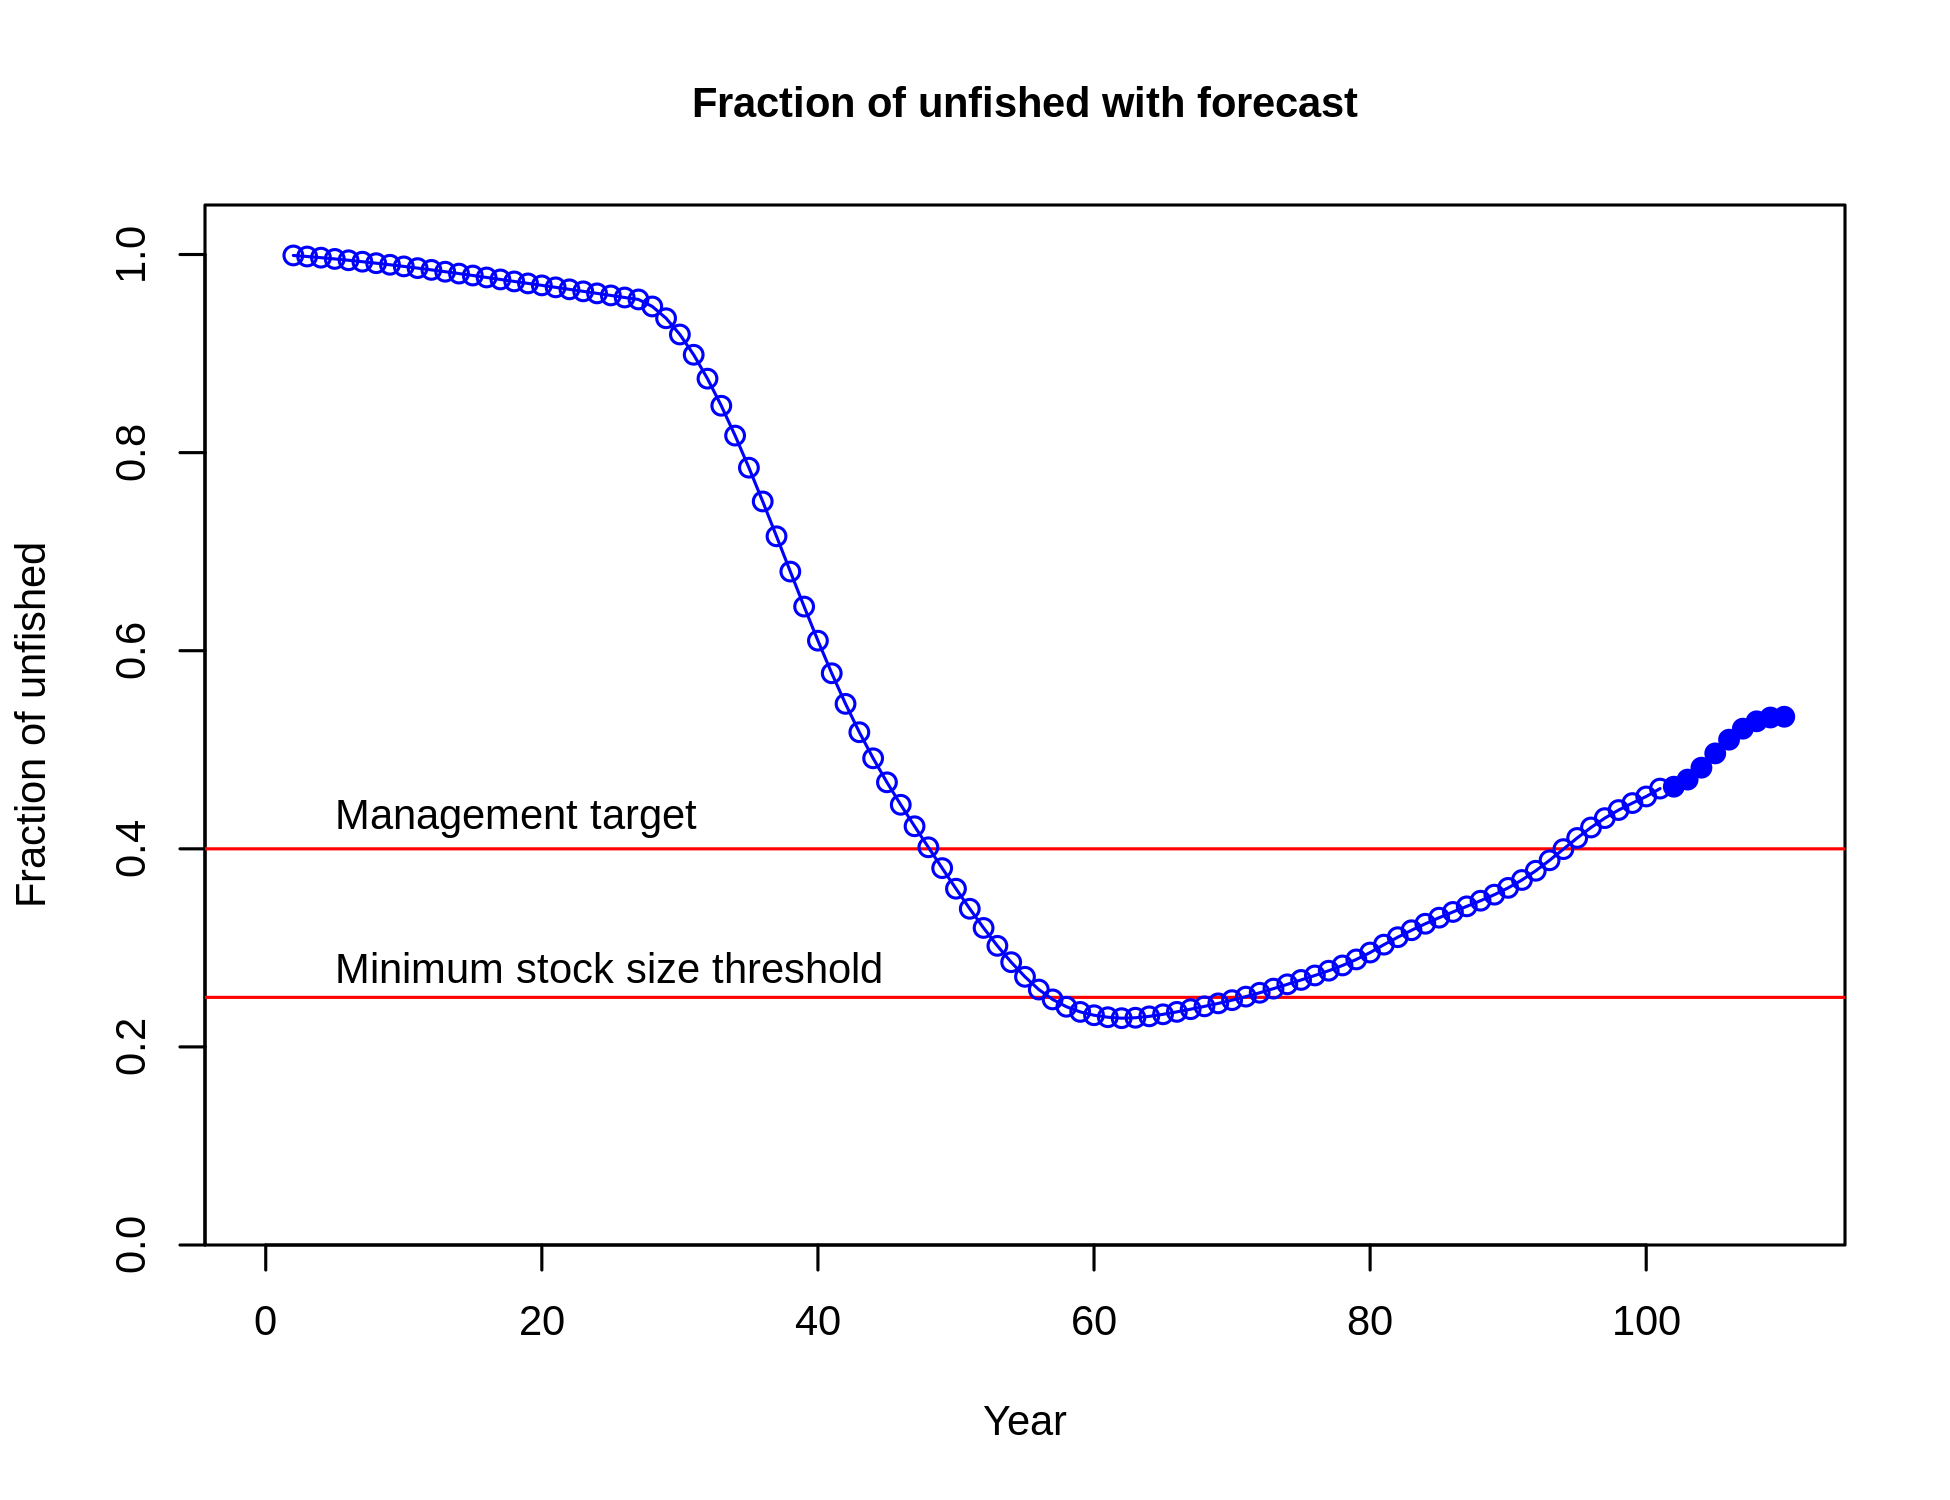 Fraction of unfished with forecast
Fraction of unfished
1.0
0.8
0.6
0.4
0.2
0.0
Management target
Minimum stock size threshold
0 20 40 60 80 100
Year